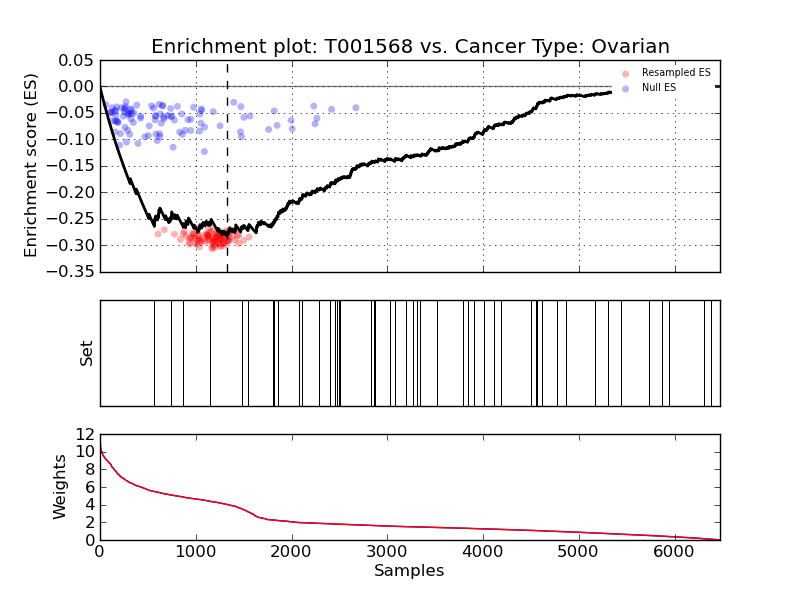 Enrichment plot: T001568 vs. Cancer Type: Ovarian
Enrichment score (ES)
0.05
0.00
−0.05
−0.10
−0.15
−0.20
−0.25
−0.30
−0.35
Resampled ES
Null ES
Set
Weights
12
10
8
6
4
2
0
0 1000 2000 3000 4000 5000 6000
Samples